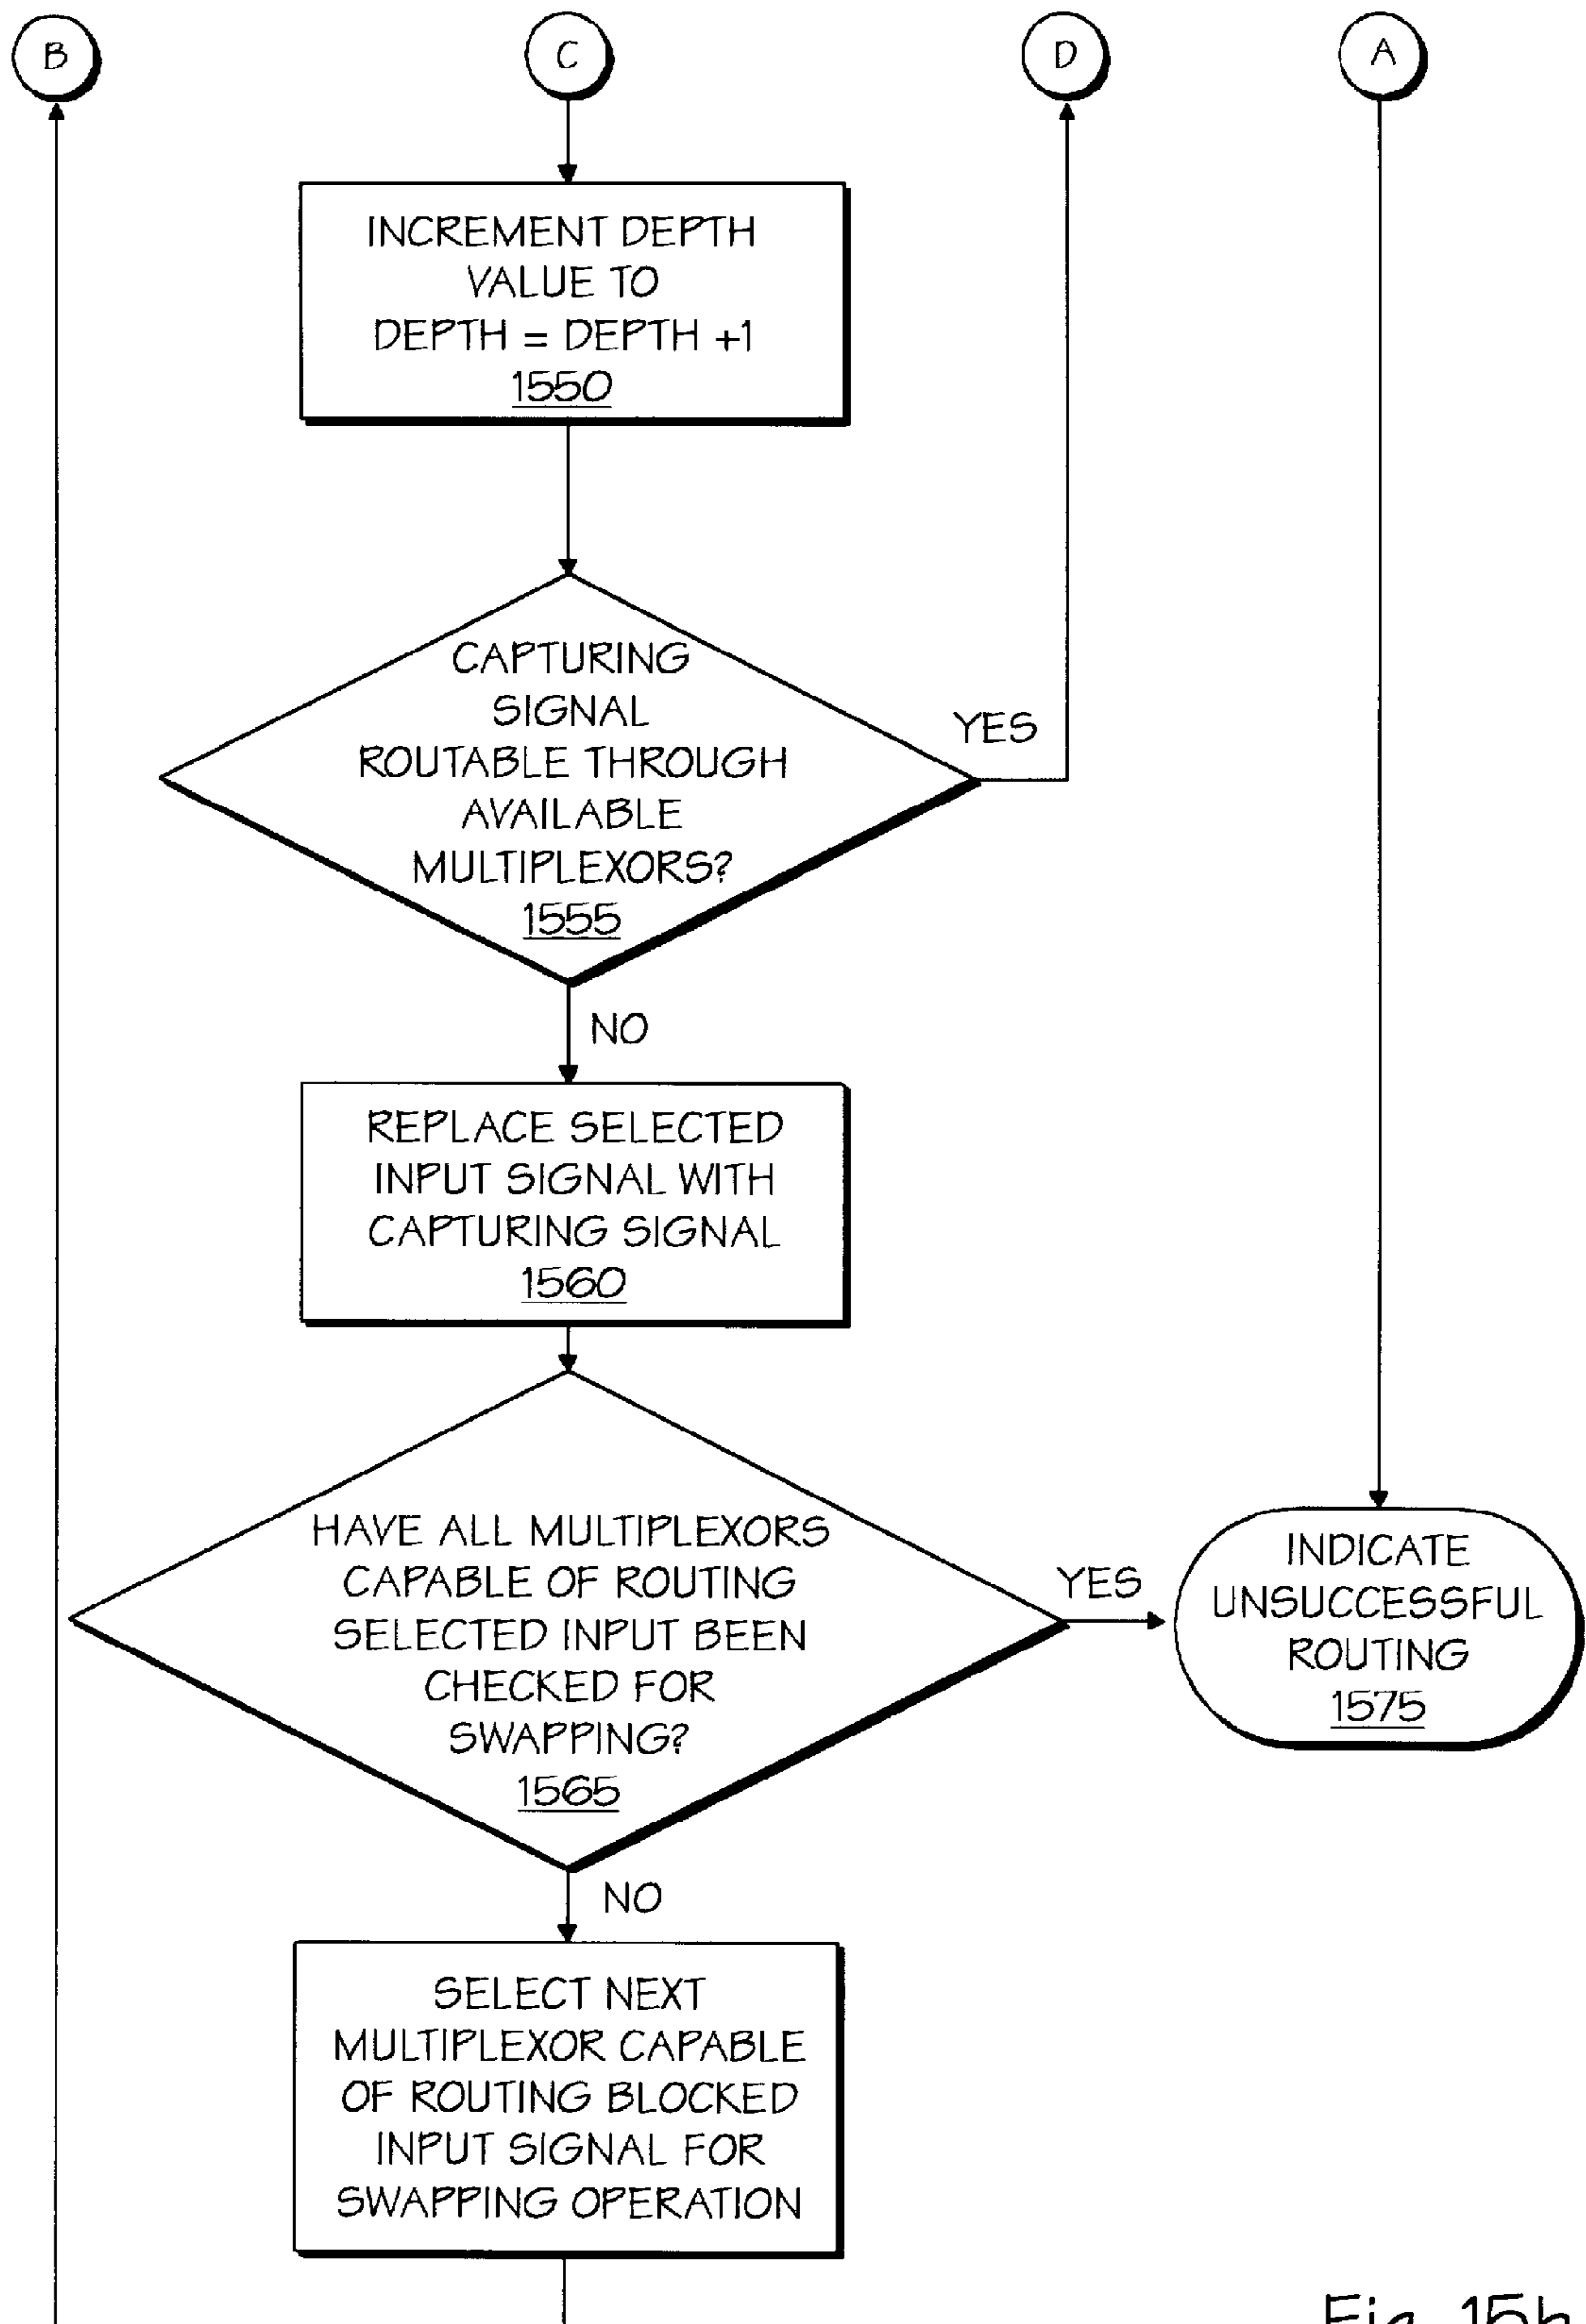 B
C
D
A
INCREMENT DEPTH
VALUE TO
DEPTH = DEPTH +1
1550
CAPTURING
SIGNAL
ROUTABLE THROUGH
AVAILABLE
MULTIPLEXORS?
1555
YES
NO
REPLACE SELECTED
INPUT SIGNAL WITH
CAPTURING SIGNAL
1560
HAVE ALL MULTIPLEXORS
CAPABLE OF ROUTING
SELECTED INPUT BEEN
CHECKED FOR
SWAPPING?
1565
YES
INDICATE
UNSUCCESSFUL
ROUTING
1575
NO
SELECT NEXT
MULTIPLEXOR CAPABLE
OF ROUTING BLOCKED
INPUT SIGNAL FOR
SWAPPING OPERATION
Fig. 15b